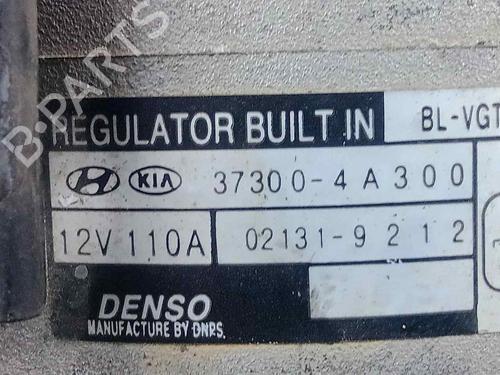 B-PARTS
REGULATOR BUILT IN BL-VGT
KIA 37300-4A300
12V 110A 02131-9212
DENSO
MANUFACTURE BY DNPS.